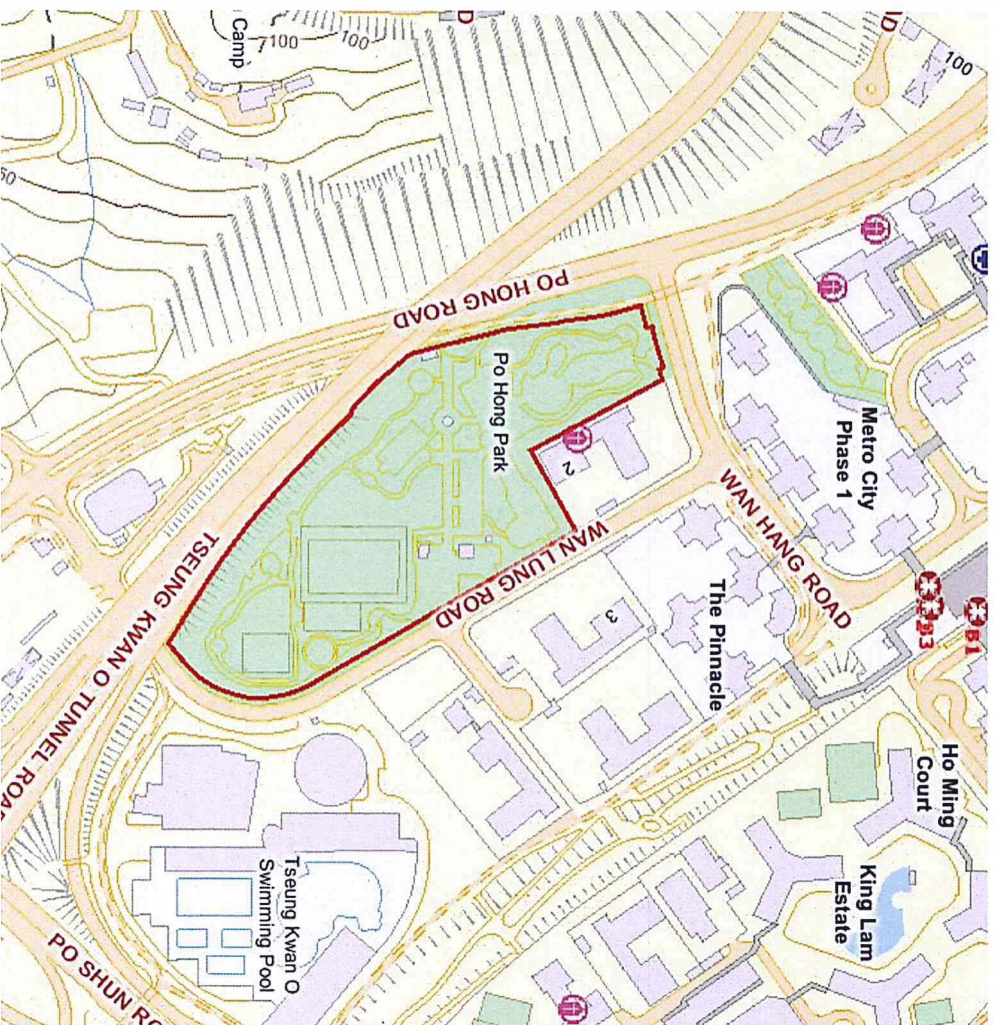 Camp
100
100
100
50
PO HONG ROAD
Po Hong Park
Metro City
Phase 1
WAN HANG ROAD
WAN LUNG ROAD
2
3
The Pinnacle
B3
B1
Ho Ming
Court
King Lam
Estate
TSEUNG KWAN O TUNNEL ROAD
Tseung Kwan O
Swimming Pool
PO SHUN RO